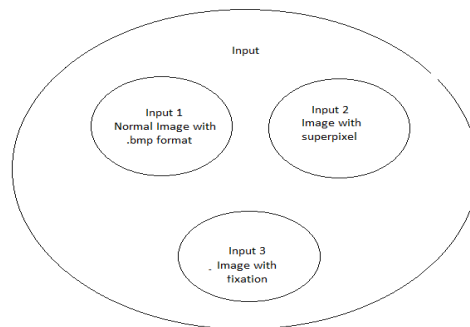 Input
Input 1
Normal Image with
.bmp format
Input 2
Image with
superpixel
Input 3
Image with
fixation